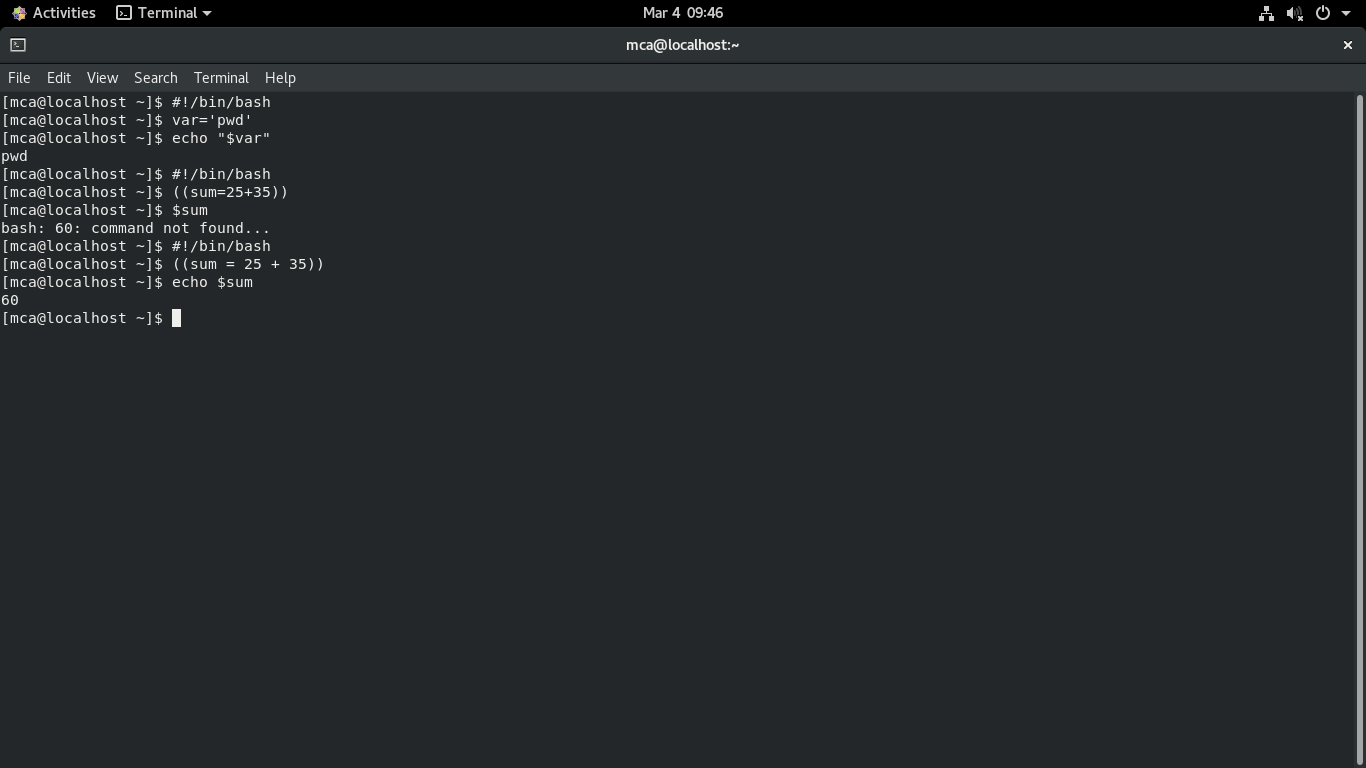 Activities Terminal Mar 4 09:46
mca@localhost:~
File Edit View Search Terminal Help
[mca@localhost ~]$ #!/bin/bash
[mca@localhost ~]$ var='pwd'
[mca@localhost ~]$ echo "$var"
pwd
[mca@localhost ~]$ #!/bin/bash
[mca@localhost ~]$ ((sum=25+35))
[mca@localhost ~]$ $sum
bash: 60: command not found...
[mca@localhost ~]$ #!/bin/bash
[mca@localhost ~]$ ((sum = 25 + 35))
[mca@localhost ~]$ echo $sum
60
[mca@localhost ~]$